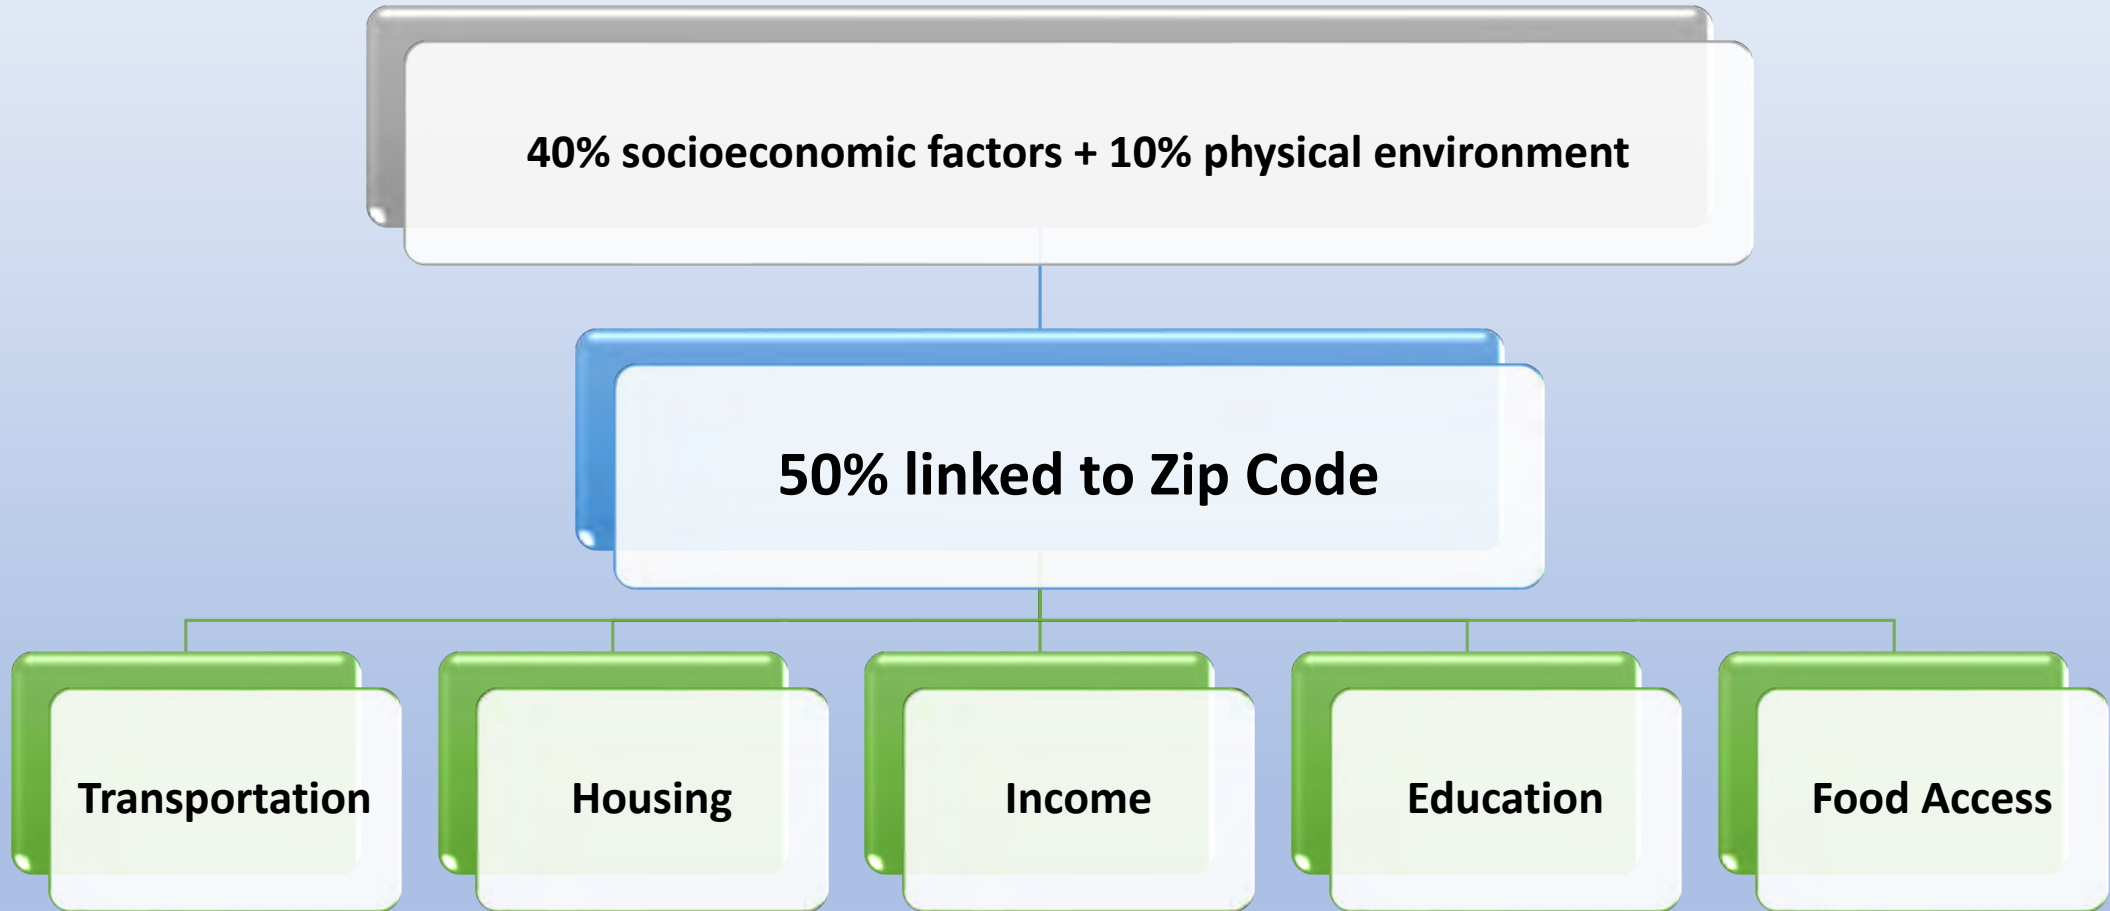 40% socioeconomic factors + 10% physical environment
50% linked to Zip Code
Transportation
Housing
Income
Education
Food Access